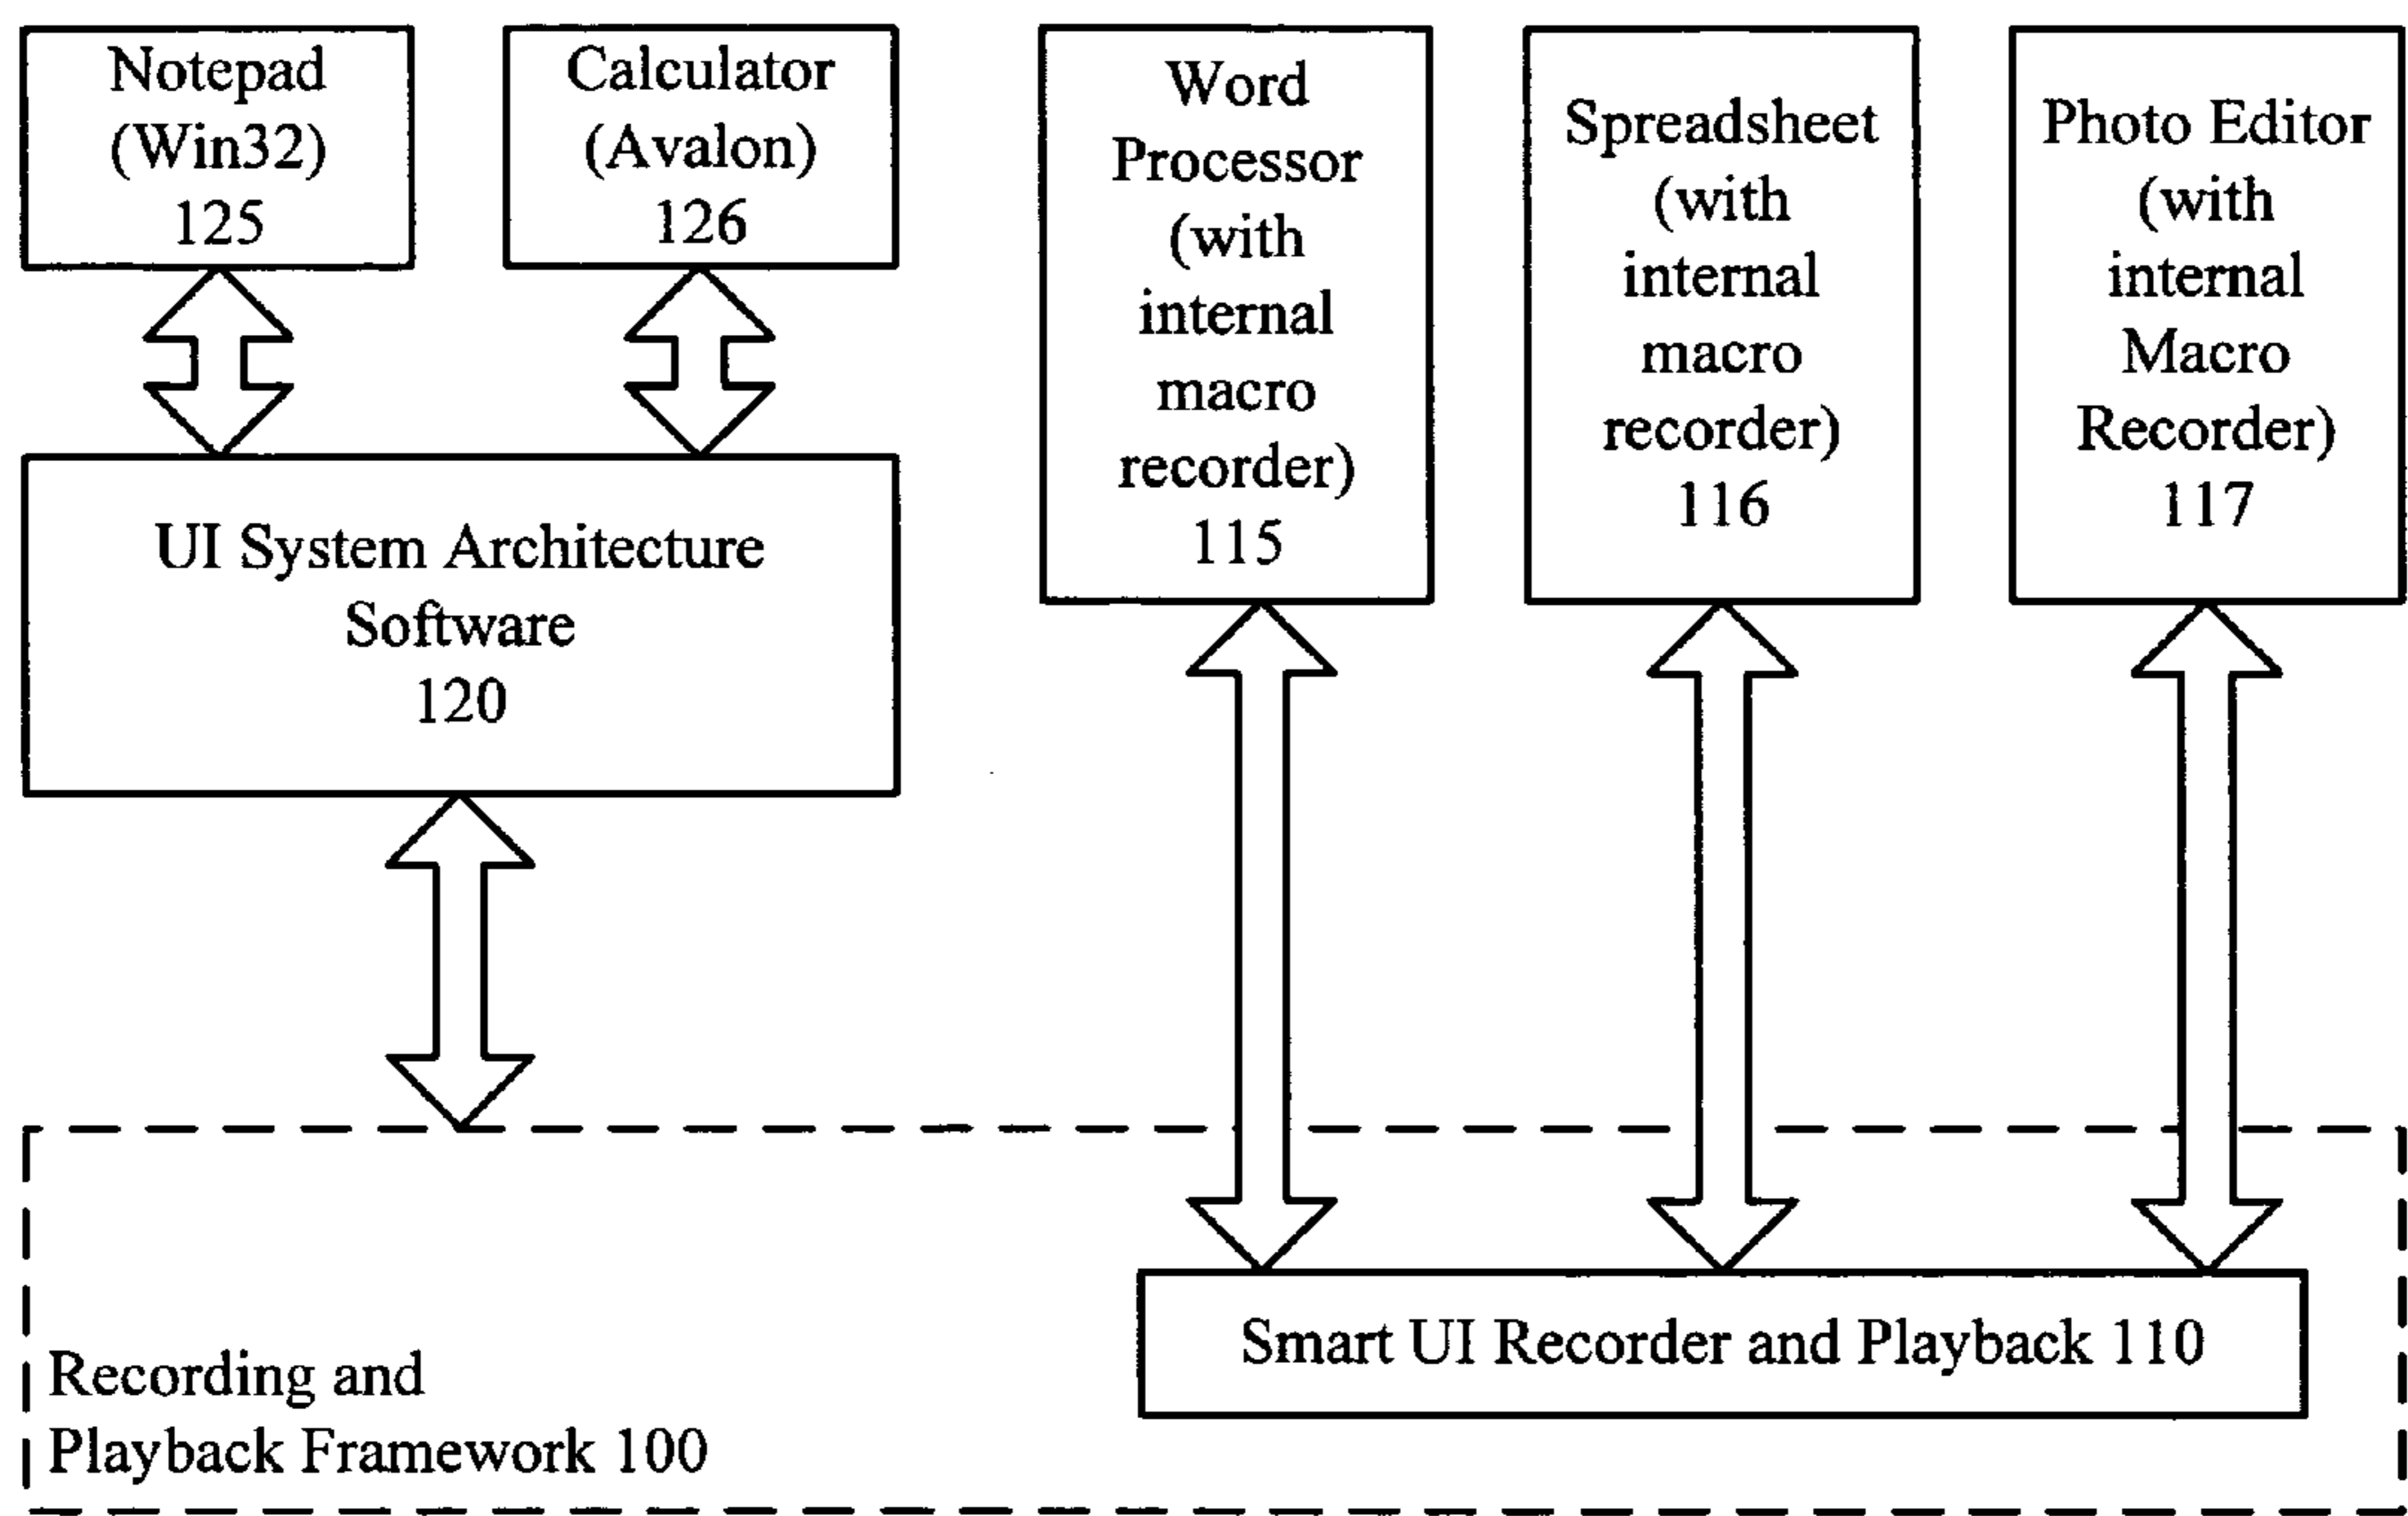 Notepad
(Win32)
125
Calculator
(Avalon)
126
Word
Processor
(with
internal
macro
recorder)
115
Spreadsheet
(with
internal
macro
recorder)
116
Photo Editor
(with
internal
Macro
Recorder)
117
UI System Architecture
Software
120
Smart UI Recorder and Playback 110
Recording and
Playback Framework 100